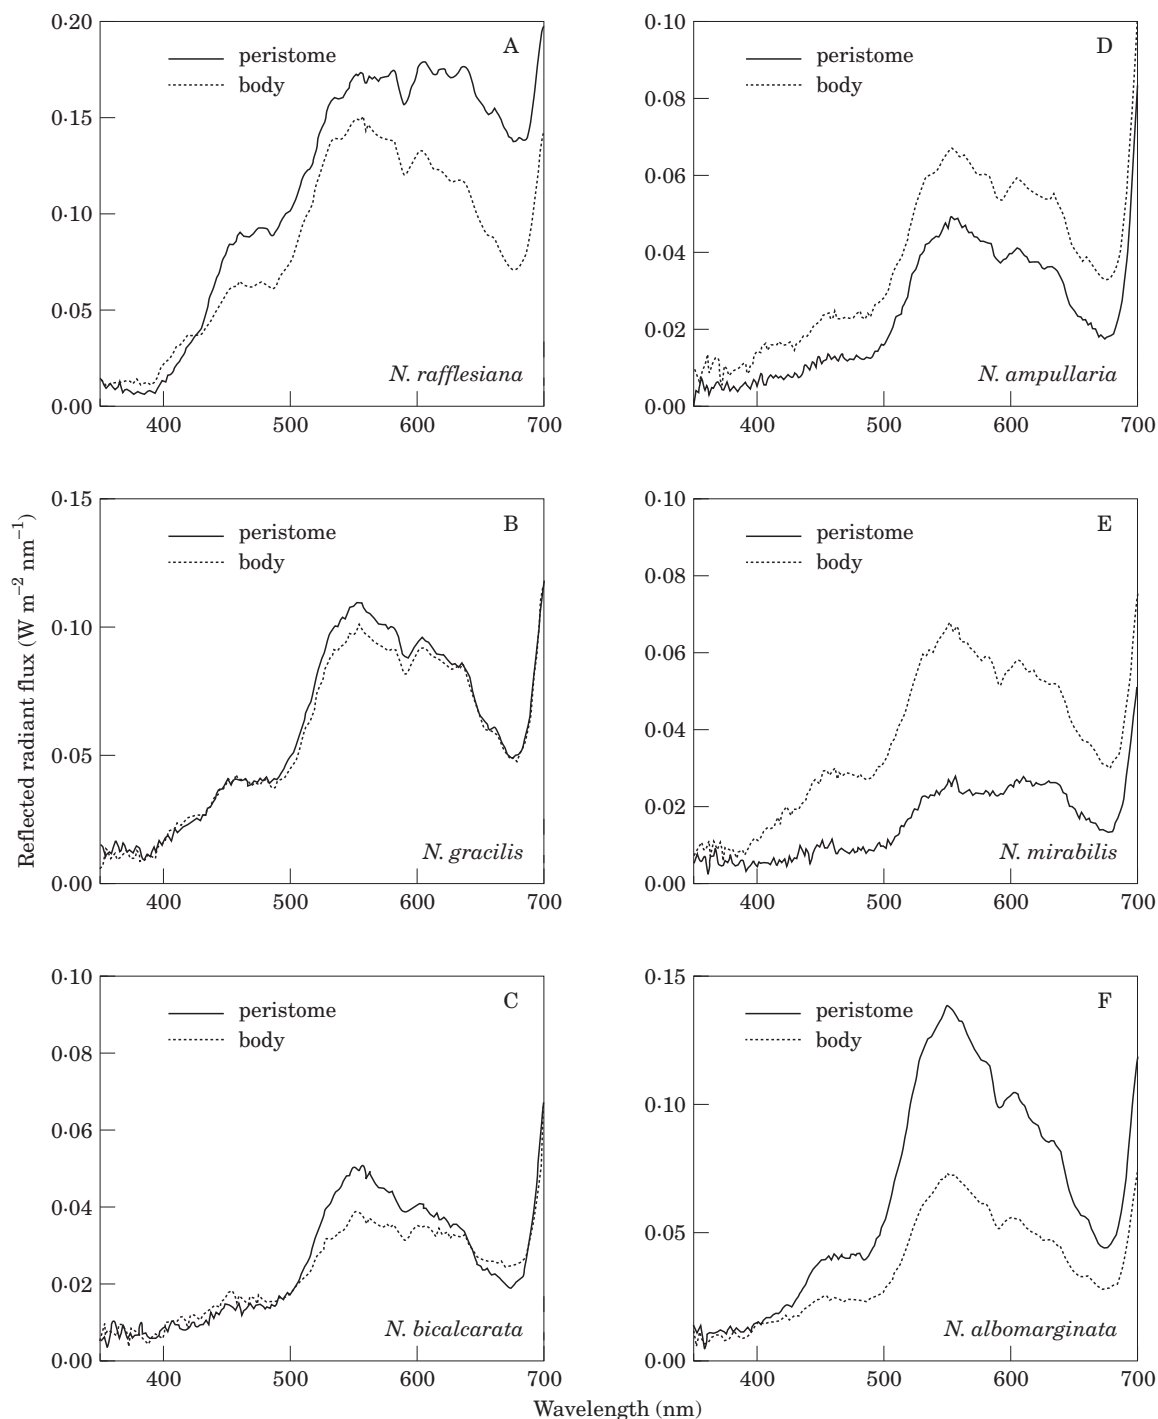 Reflected radiant flux (W m⁻² nm⁻¹)
0·20
0·15
0·10
0·05
0·00
400
500
600
700
peristome
body
A
N. rafflesiana
0·10
0·08
0·06
0·04
0·02
0·00
400
500
600
700
peristome
body
D
N. ampullaria
0·15
0·10
0·05
0·00
400
500
600
700
peristome
body
B
N. gracilis
0·10
0·08
0·06
0·04
0·02
0·00
400
500
600
700
peristome
body
E
N. mirabilis
0·10
0·08
0·06
0·04
0·02
0·00
400
500
600
700
peristome
body
C
N. bicalcarata
0·15
0·10
0·05
0·00
400
500
600
700
peristome
body
F
N. albomarginata
Wavelength (nm)